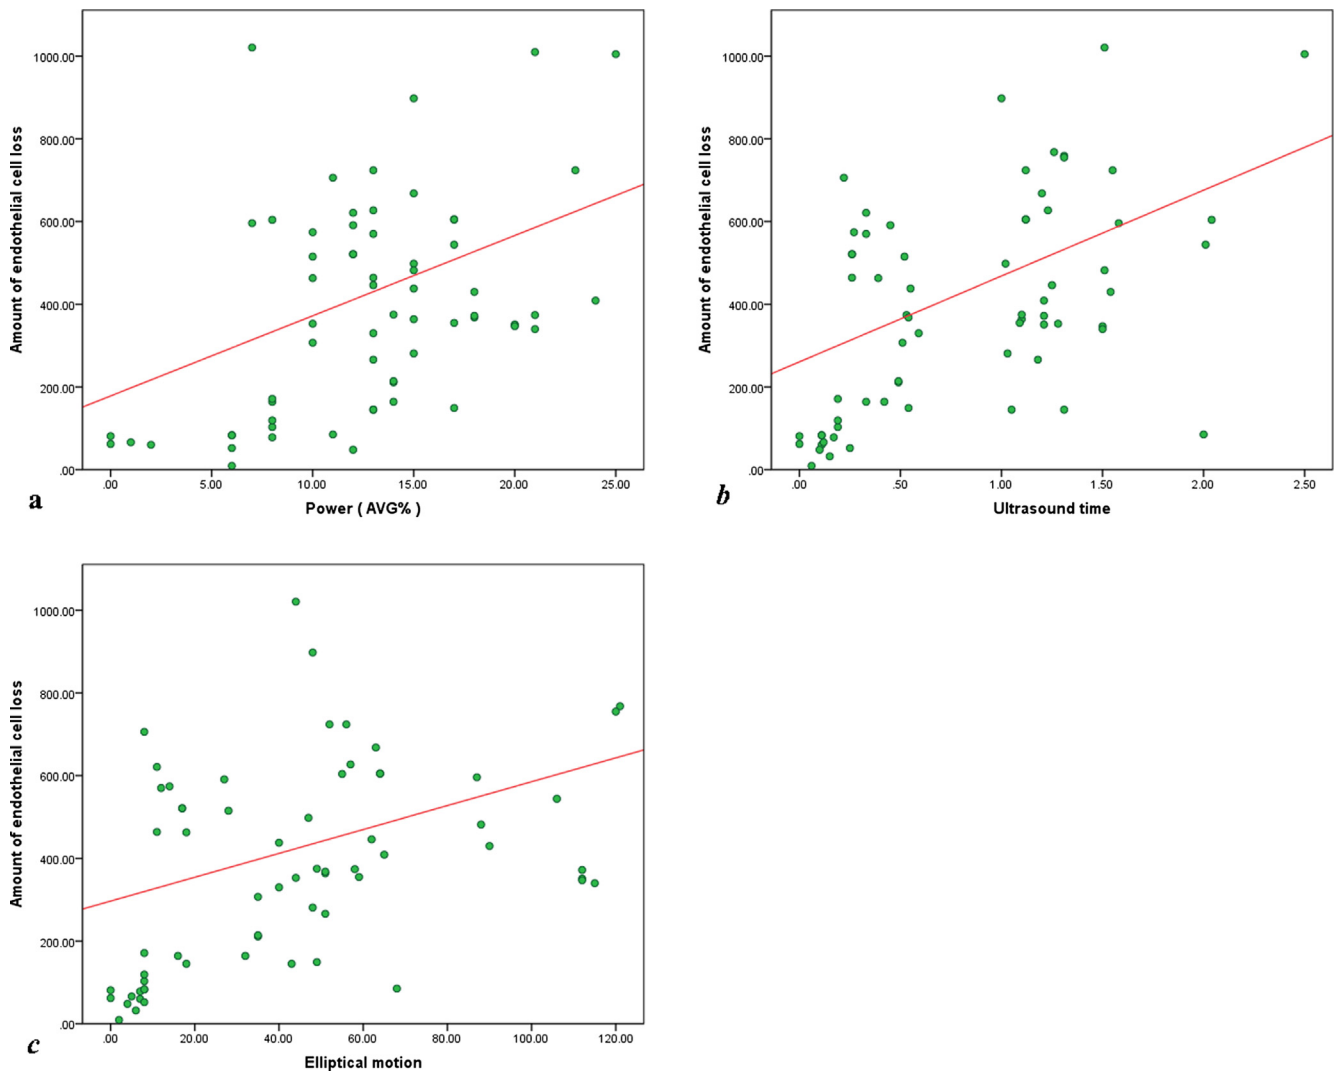 1000.00
800.00
600.00
400.00
200.00
.00
Amount of endothelial cell loss
.00 5.00 10.00 15.00 20.00 25.00
Power ( AVG% )
a
1000.00
800.00
600.00
400.00
200.00
.00
Amount of endothelial cell loss
.00 .50 1.00 1.50 2.00 2.50
Ultrasound time
b
1000.00
800.00
600.00
400.00
200.00
.00
Amount of endothelial cell loss
.00 20.00 40.00 60.00 80.00 100.00 120.00
Elliptical motion
c